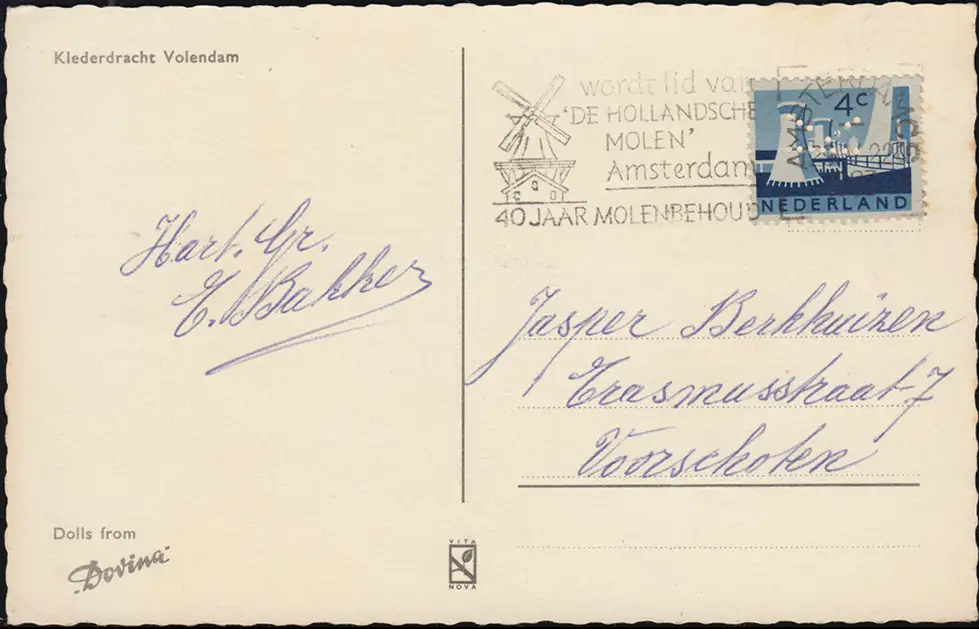 Klederdracht Volendam
Hart. Gr.
E. Bakker
Dolls from
„Dovina”
VITA
NOVA
wordt lid van
'DE HOLLANDSCHE
MOLEN'
Amsterdam
40 JAAR MOLENBEHOUD
AMSTERDAM
4c
NEDERLAND
Jasper Berkhuizen
Erasmusstraat 7
Voorschoten